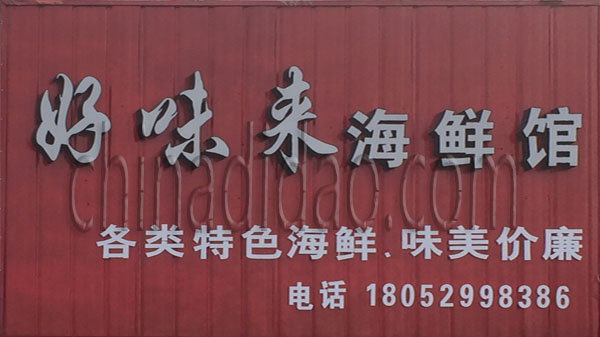 好味来海鲜馆
chinadidao.com
各类特色海鲜.味美价廉
电话 18052998386